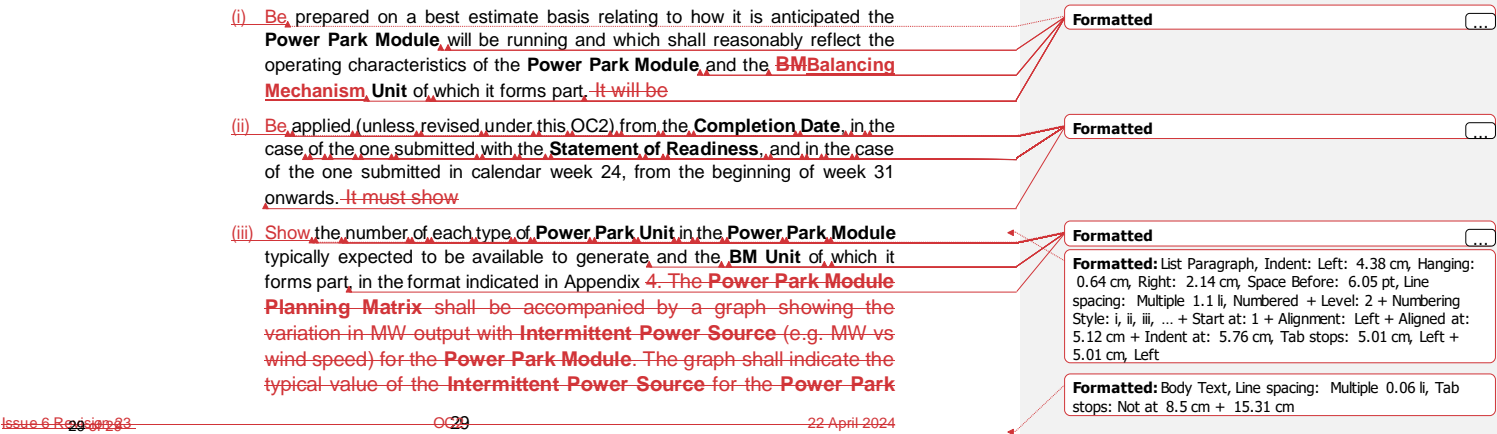 (i) Be prepared on a best estimate basis relating to how it is anticipated the
Power Park Module will be running and which shall reasonably reflect the
operating characteristics of the Power Park Module and the BMBalancing
Mechanism Unit of which it forms part. It will be
(ii) Be applied (unless revised under this OC2) from the Completion Date, in the
case of the one submitted with the Statement of Readiness, and in the case
of the one submitted in calendar week 24, from the beginning of week 31
onwards. It must show
(iii) Show the number of each type of Power Park Unit in the Power Park Module
typically expected to be available to generate and the BM Unit of which it
forms part, in the format indicated in Appendix 4. The Power Park Module
Planning Matrix shall be accompanied by a graph showing the
variation in MW output with Intermittent Power Source (e.g. MW vs
wind speed) for the Power Park Module. The graph shall indicate the
typical value of the Intermittent Power Source for the Power Park
Formatted
...
Formatted
...
Formatted
...
Formatted: List Paragraph, Indent: Left: 4.38 cm, Hanging:
0.64 cm, Right: 2.14 cm, Space Before: 6.05 pt, Line
spacing: Multiple 1.1 li, Numbered + Level: 2 + Numbering
Style: i, ii, iii, … + Start at: 1 + Alignment: Left + Aligned at:
5.12 cm + Indent at: 5.76 cm, Tab stops: 5.01 cm, Left +
5.01 cm, Left
Formatted: Body Text, Line spacing: Multiple 0.06 li, Tab
stops: Not at 8.5 cm + 15.31 cm
Issue 6 Revision 23 29 22 April 2024